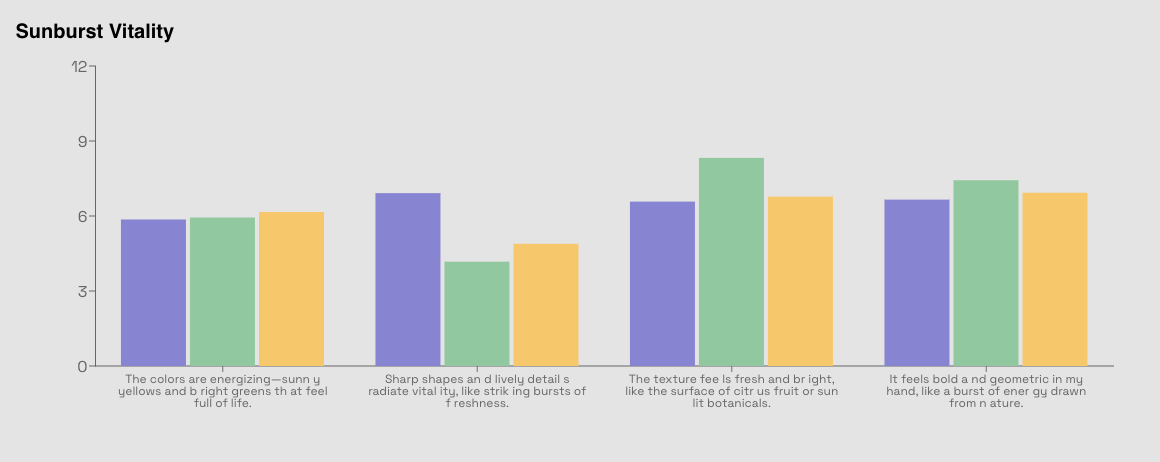 Sunburst Vitality
12
9
6
3
0
The colors are energizing—sunn y
yellows and b right greens th at feel
full of life.
Sharp shapes an d lively detail s
radiate vital ity, like strik ing bursts of
f reshness.
The texture fee ls fresh and br ight,
like the surface of citr us fruit or sun
lit botanicals.
It feels bold a nd geometric in my
hand, like a burst of ener gy drawn
from n ature.